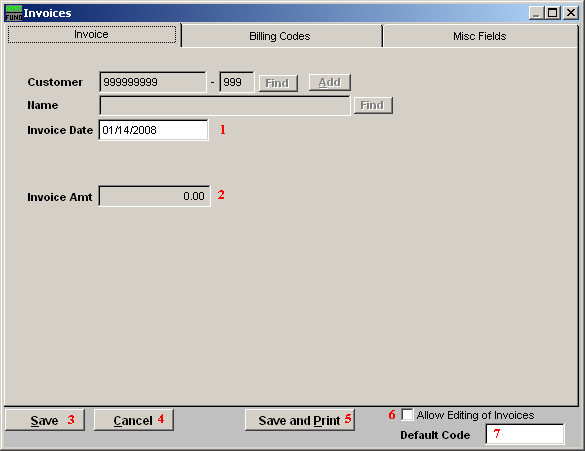 Invoices
FUND
Invoice Billing Codes Misc Fields
Customer 999999999 - 999 Find Add
Name Find
Invoice Date 01/14/2008 1
Invoice Amt 0.00 2
Save 3 Cancel 4 Save and Print 5 6 Allow Editing of Invoices
Default Code 7